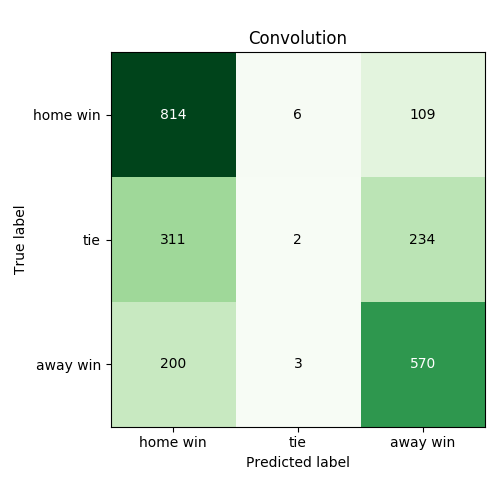 Convolution
home win 814 6 109
tie 311 2 234
True label
away win 200 3 570
home win tie away win
Predicted label